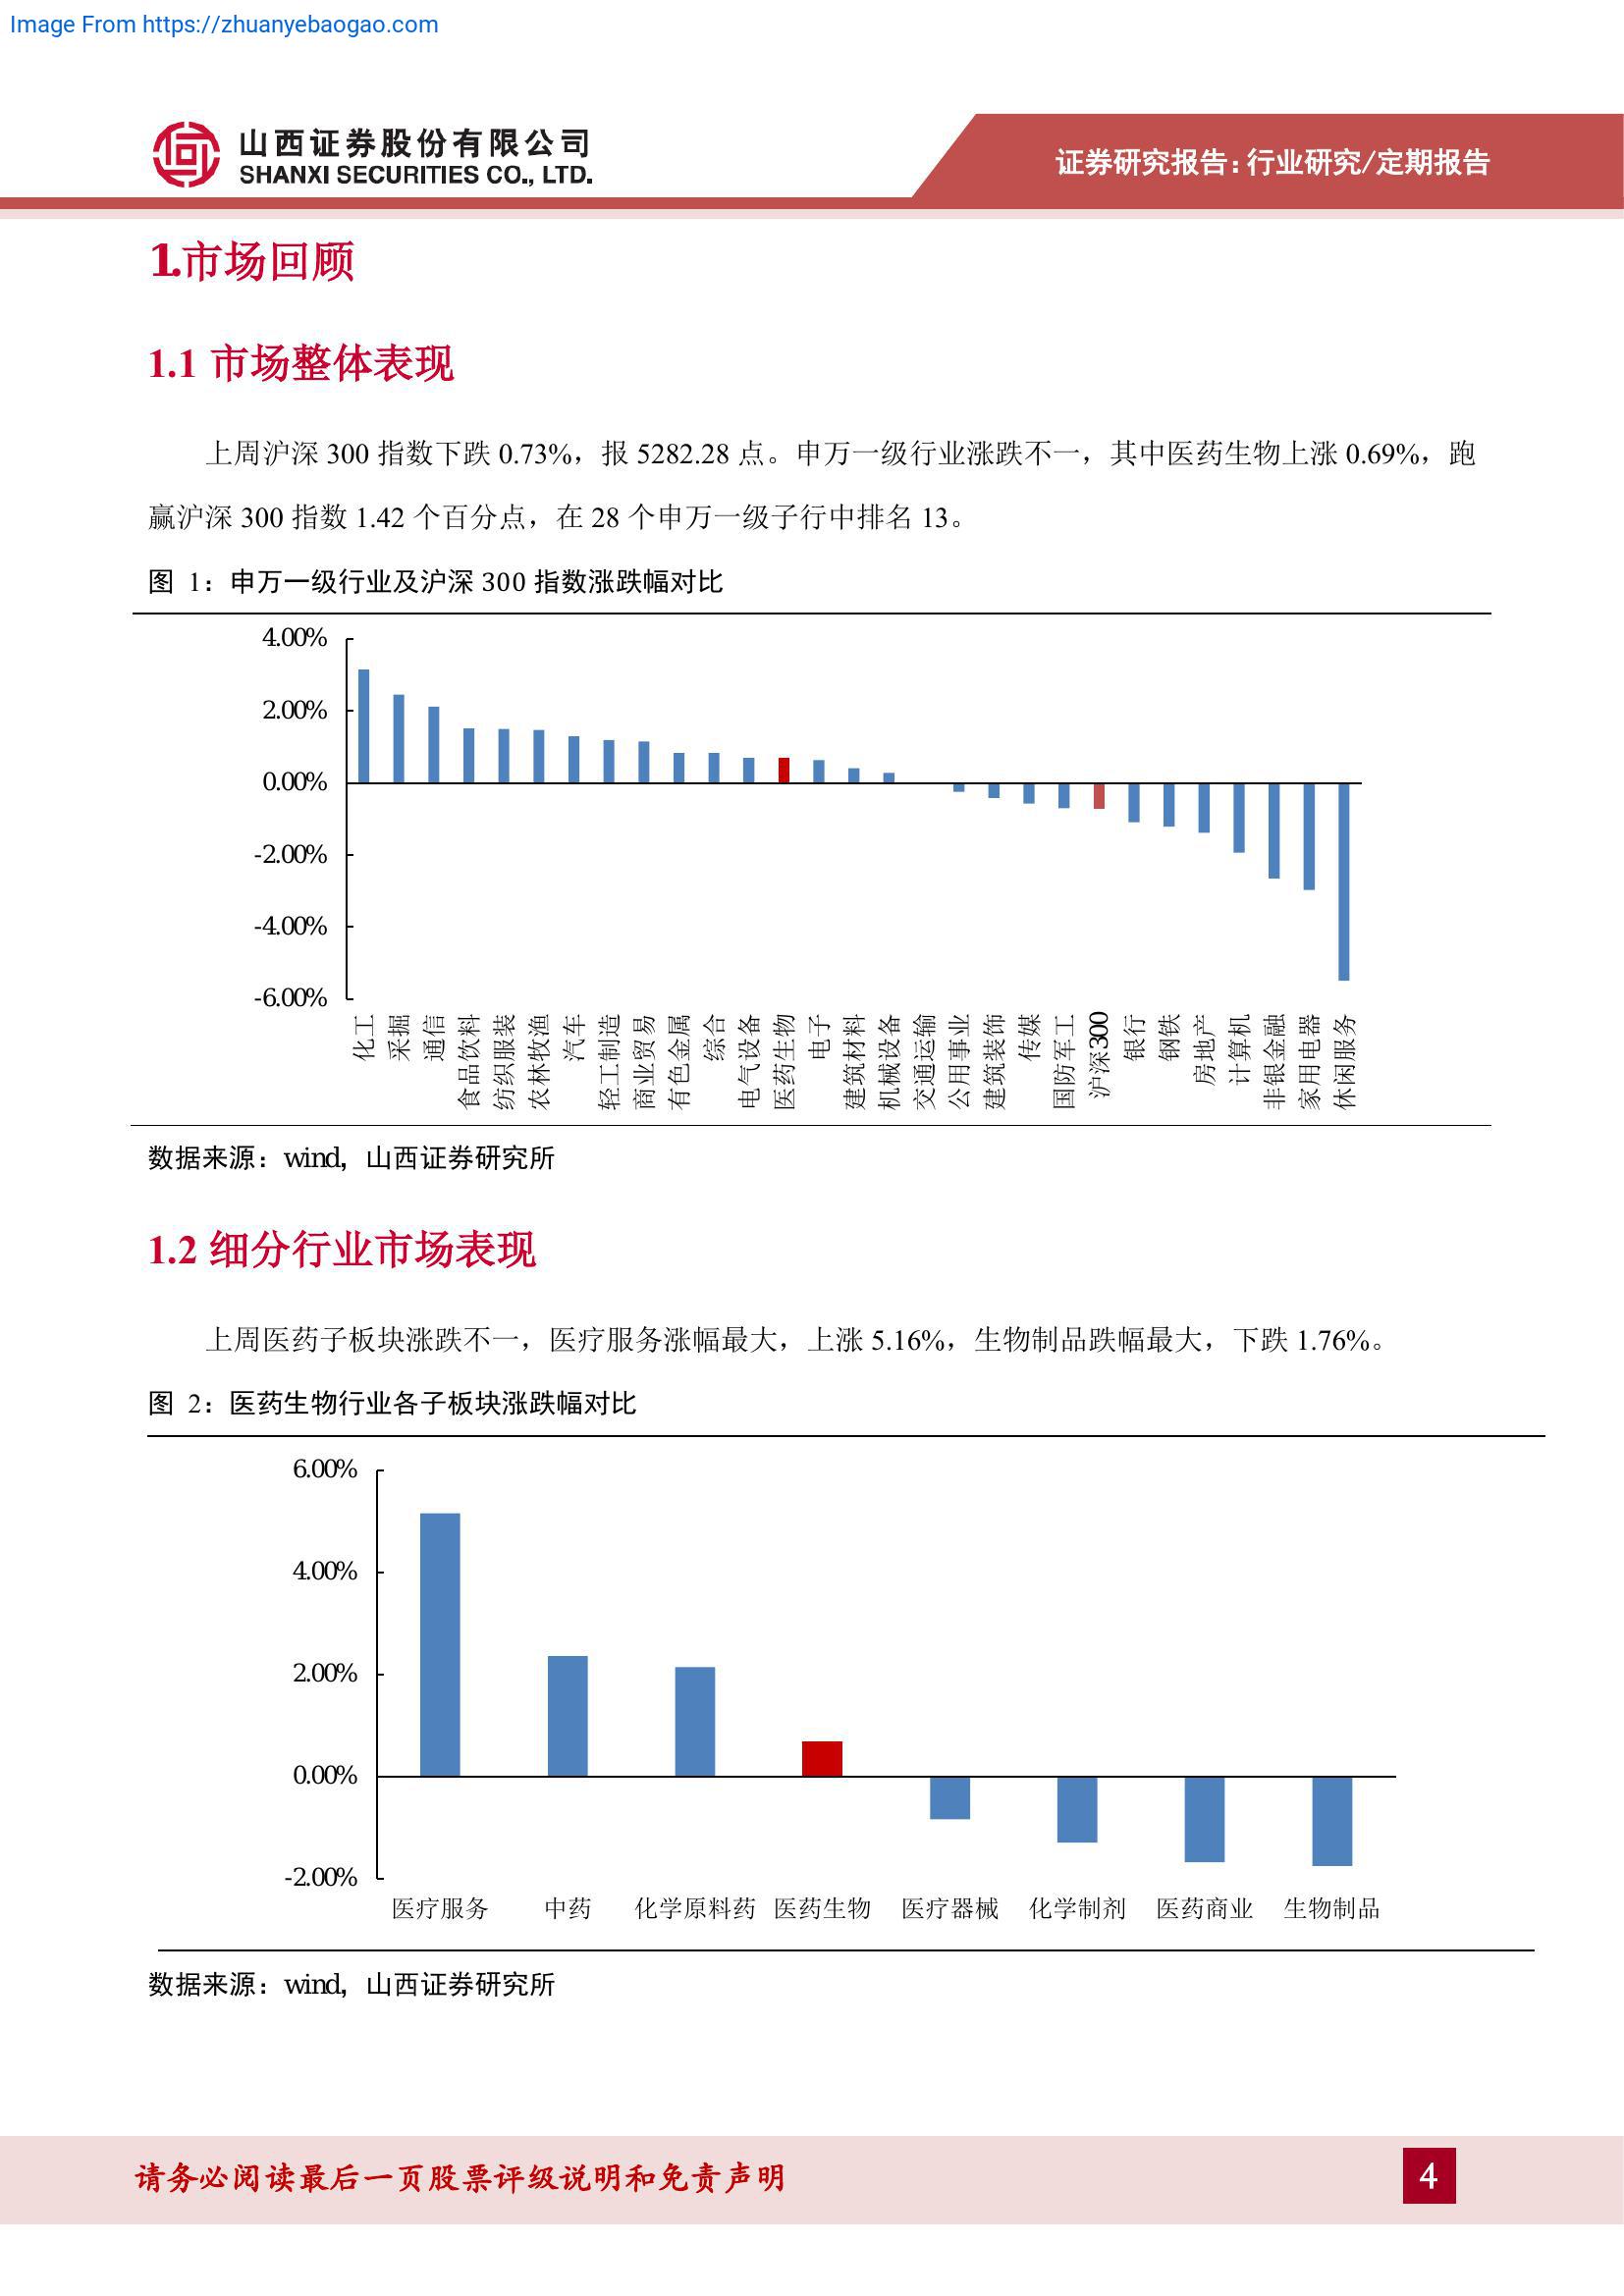 Image From https://zhuanyebaogao.com
山西证券股份有限公司
SHANXI SECURITIES CO., LTD.
证券研究报告：行业研究/定期报告
1.市场回顾
1.1 市场整体表现
上周沪深 300 指数下跌 0.73%，报 5282.28 点。申万一级行业涨跌不一，其中医药生物上涨 0.69%，跑
赢沪深 300 指数 1.42 个百分点，在 28 个申万一级子行中排名 13。
图 1：申万一级行业及沪深 300 指数涨跌幅对比
4.00%
2.00%
0.00%
-2.00%
-4.00%
-6.00%
化工
采掘
通信
食品饮料
纺织服装
农林牧渔
汽车
轻工制造
商业贸易
有色金属
综合
电气设备
医药生物
电子
建筑材料
机械设备
交通运输
公用事业
建筑装饰
传媒
国防军工
沪深300
银行
钢铁
房地产
计算机
非银金融
家用电器
休闲服务
数据来源：wind，山西证券研究所
1.2 细分行业市场表现
上周医药子板块涨跌不一，医疗服务涨幅最大，上涨 5.16%，生物制品跌幅最大，下跌 1.76%。
图 2：医药生物行业各子板块涨跌幅对比
6.00%
4.00%
2.00%
0.00%
-2.00%
医疗服务 中药 化学原料药 医药生物 医疗器械 化学制剂 医药商业 生物制品
数据来源：wind，山西证券研究所
请务必阅读最后一页股票评级说明和免责声明
4